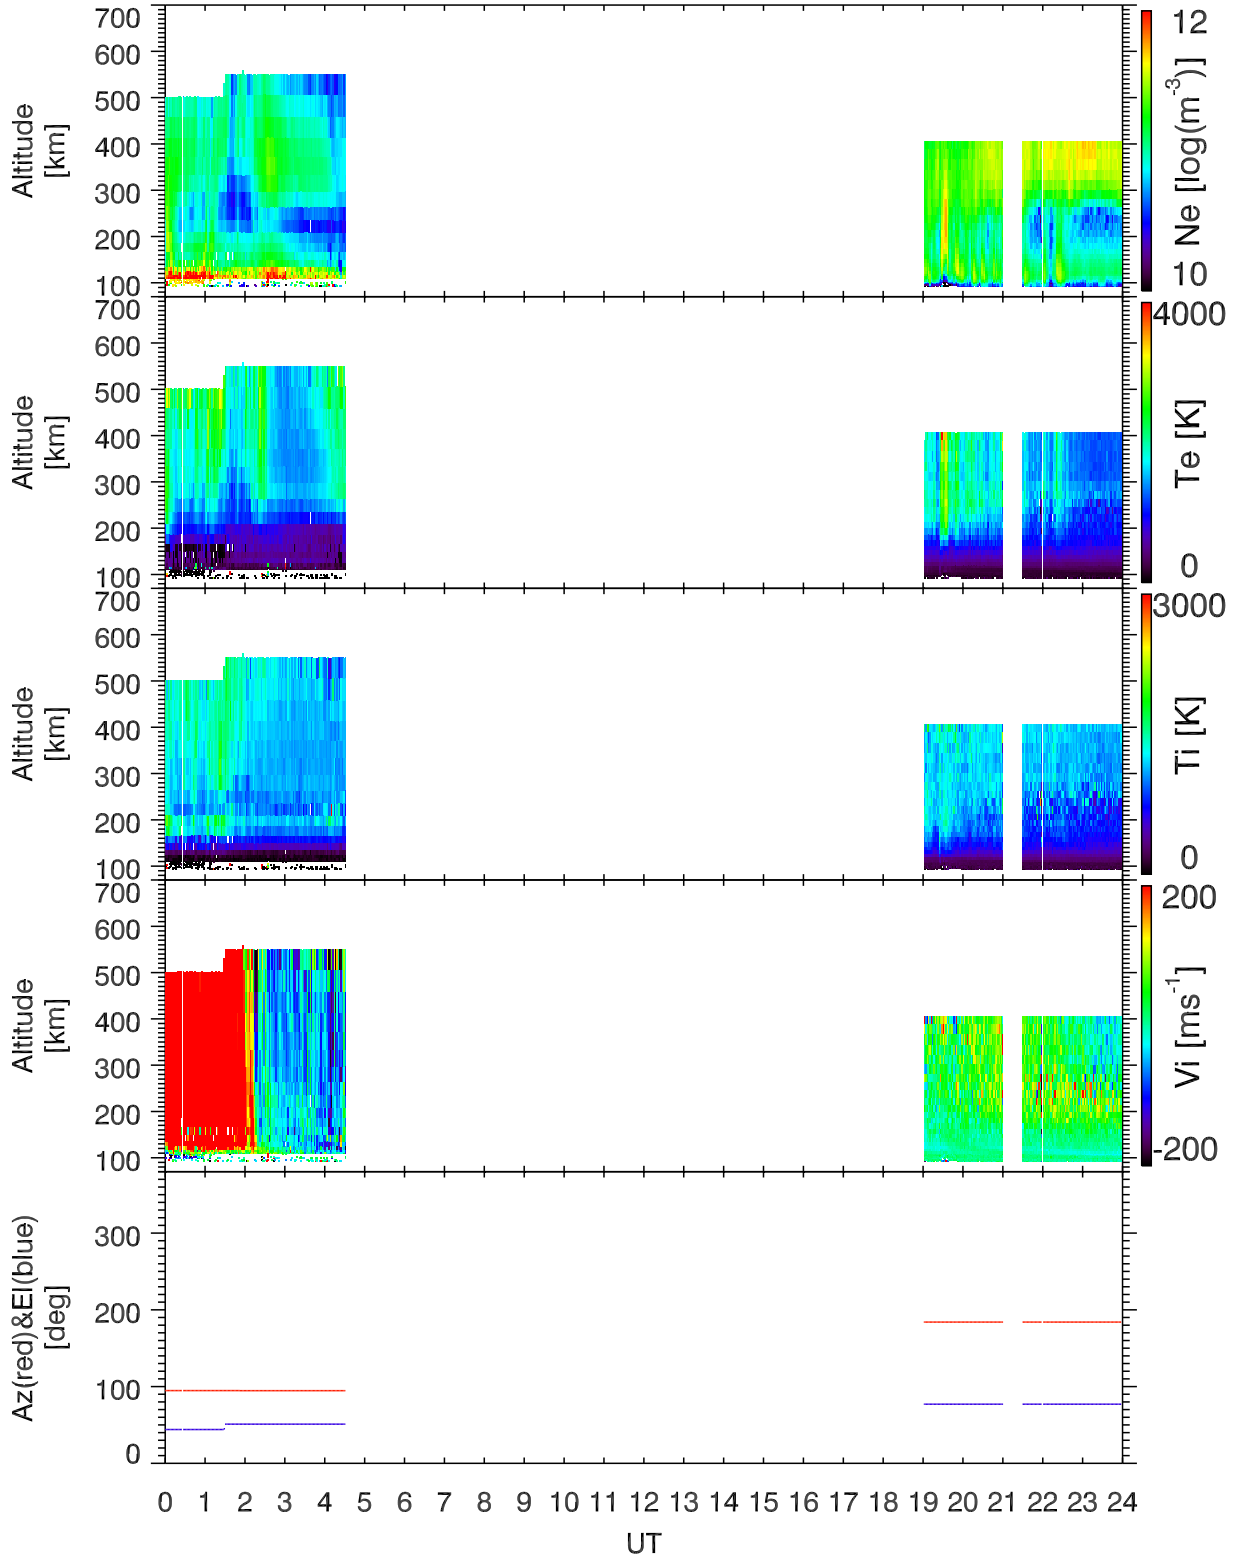 700
600
500
400
300
200
100
Altitude
[km]
12
Ne [log(m⁻³)]
10
700
600
500
400
300
200
100
Altitude
[km]
4000
Te [K]
0
700
600
500
400
300
200
100
Altitude
[km]
3000
Ti [K]
0
700
600
500
400
300
200
100
Altitude
[km]
200
Vi [ms⁻¹]
-200
300
200
100
0
Az(red)&El(blue)
[deg]
0 1 2 3 4 5 6 7 8 9 10 11 12 13 14 15 16 17 18 19 20 21 22 23 24
UT